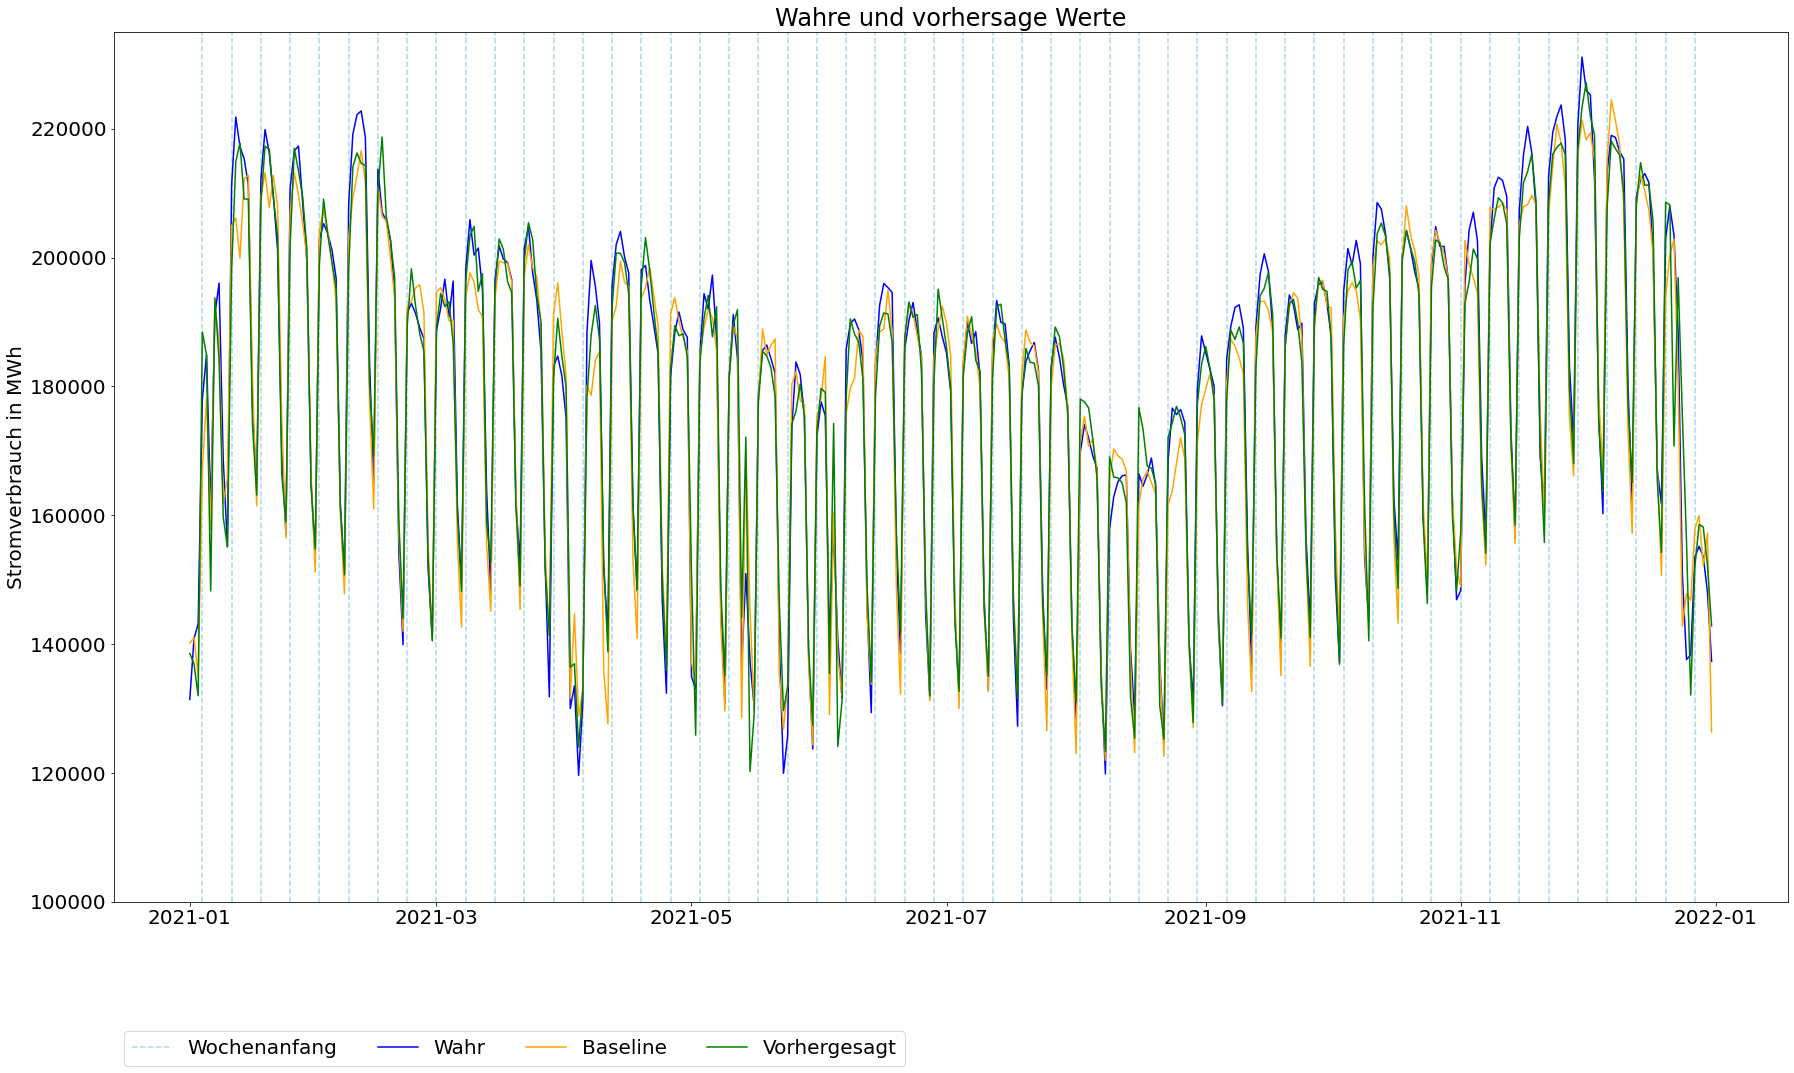 Wahre und vorhersage Werte
Stromverbrauch in MWh
220000
200000
180000
160000
140000
120000
100000
2021-01 2021-03 2021-05 2021-07 2021-09 2021-11 2022-01
Wochenanfang Wahr Baseline Vorhergesagt